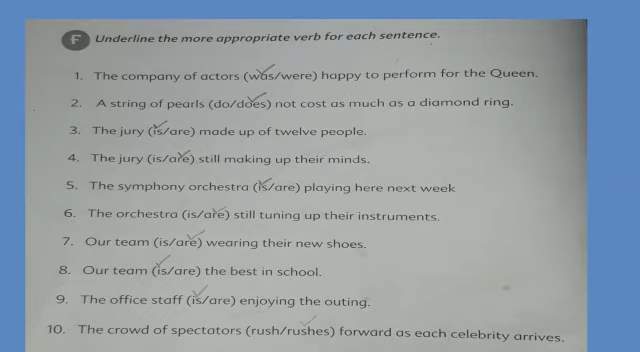 F Underline the more appropriate verb for each sentence.
1. The company of actors (was/were) happy to perform for the Queen.
2. A string of pearls (do/does) not cost as much as a diamond ring.
3. The jury (is/are) made up of twelve people.
4. The jury (is/are) still making up their minds.
5. The symphony orchestra (is/are) playing here next week
6. The orchestra (is/are) still tuning up their instruments.
7. Our team (is/are) wearing their new shoes.
8. Our team (is/are) the best in school.
9. The office staff (is/are) enjoying the outing.
10. The crowd of spectators (rush/rushes) forward as each celebrity arrives.